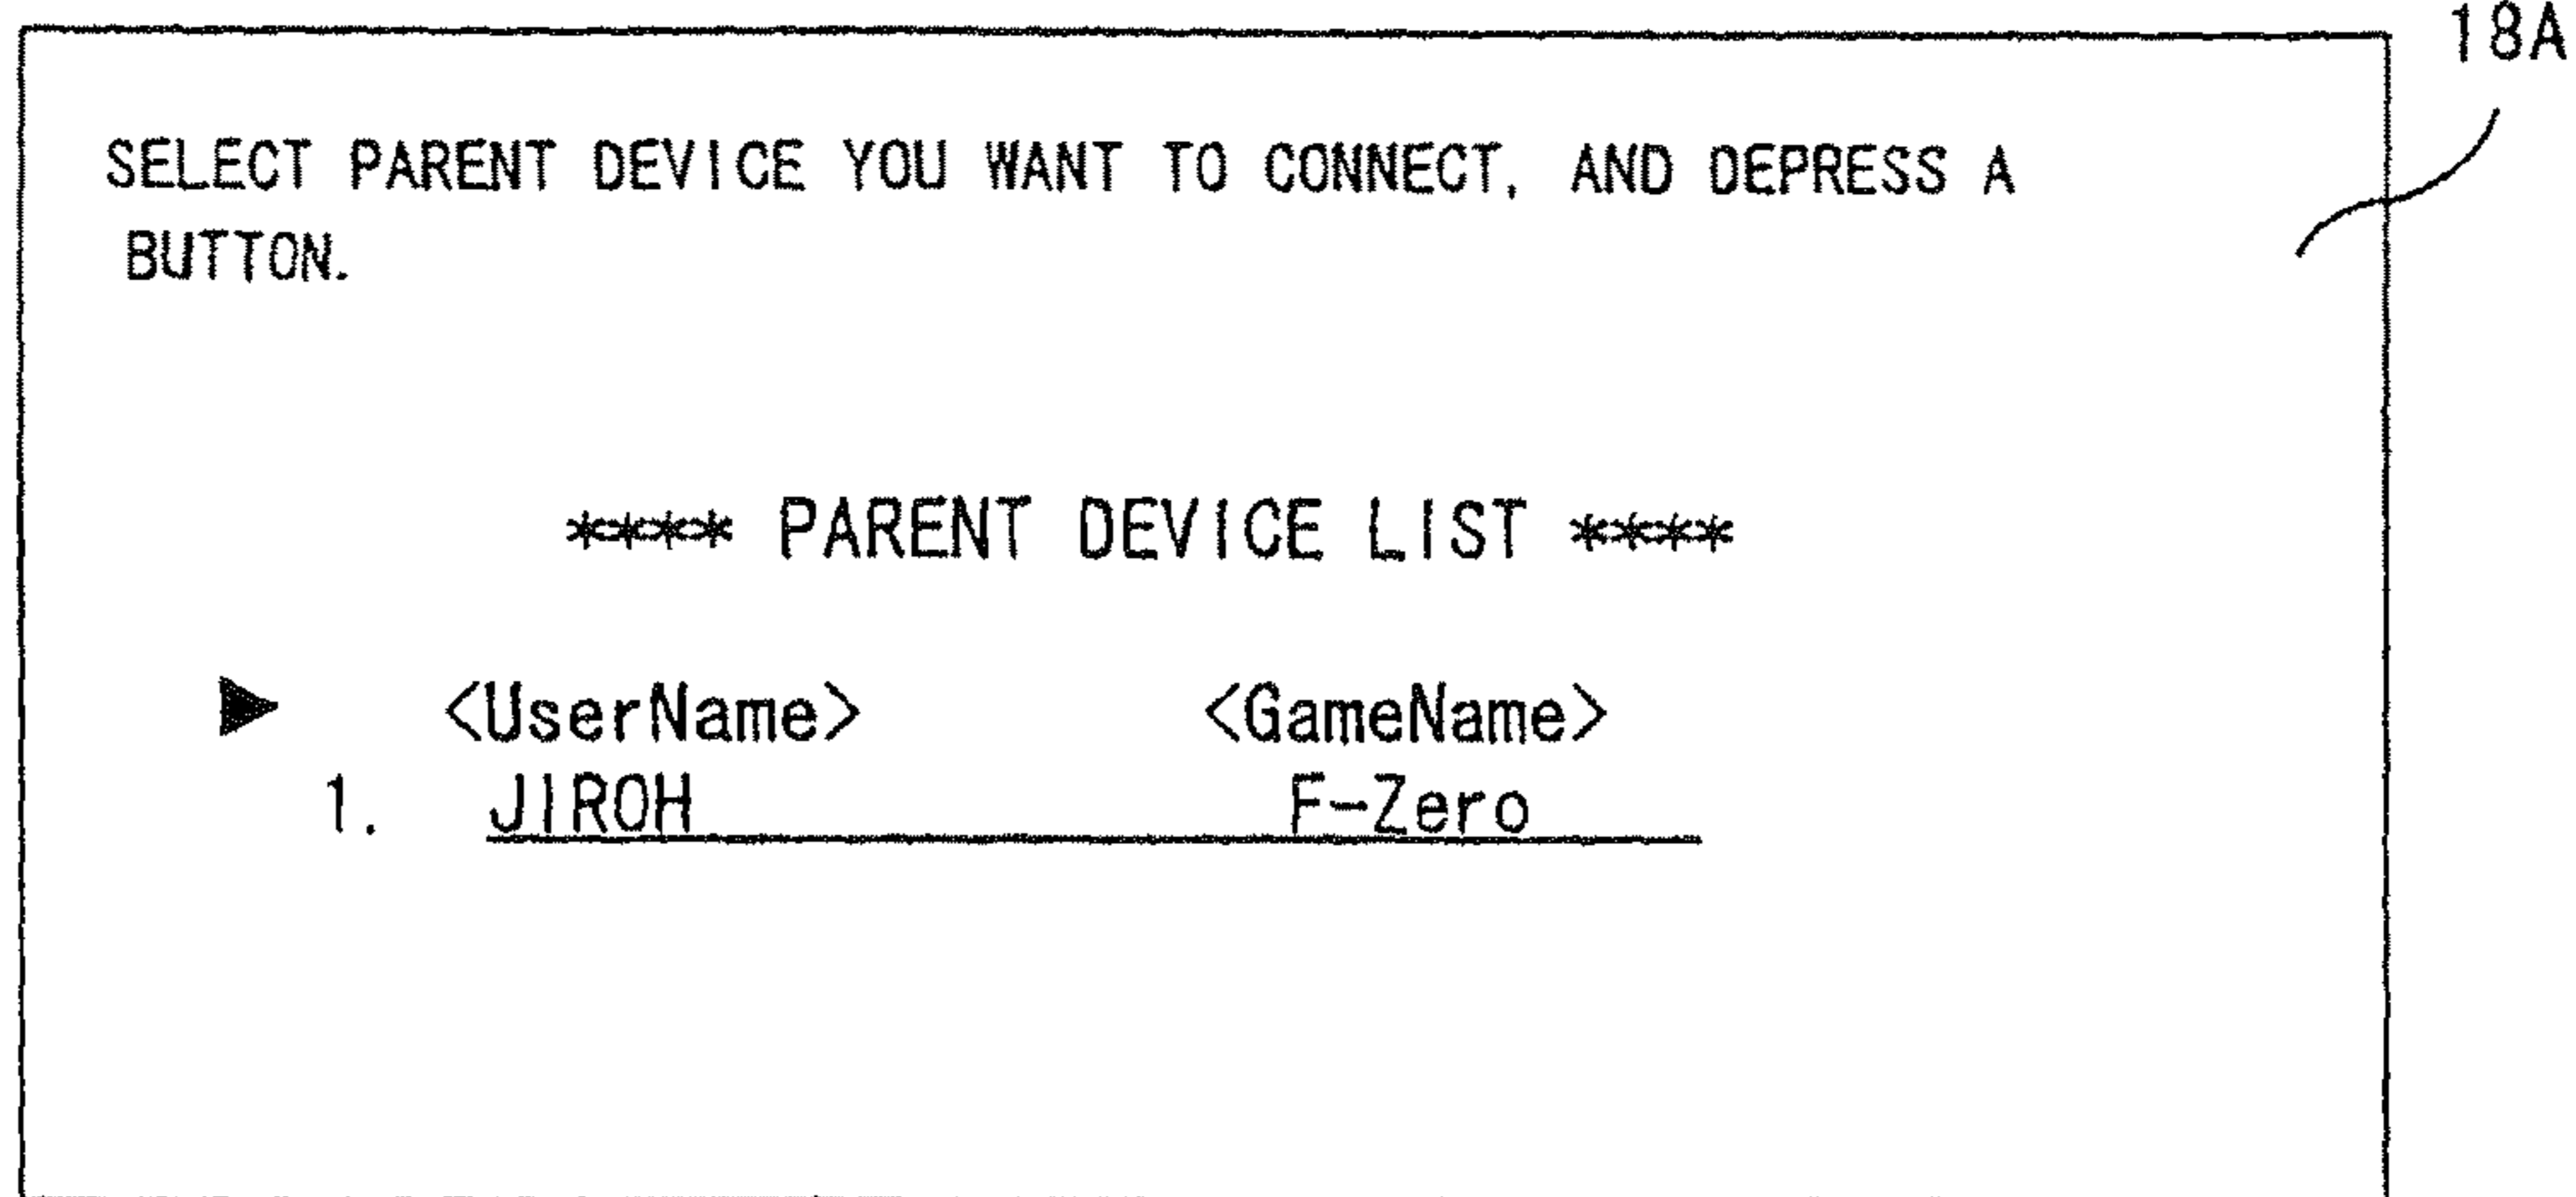 18A
SELECT PARENT DEVICE YOU WANT TO CONNECT, AND DEPRESS A
BUTTON.
**** PARENT DEVICE LIST ****
<UserName> <GameName>
1. JIROH F-Zero